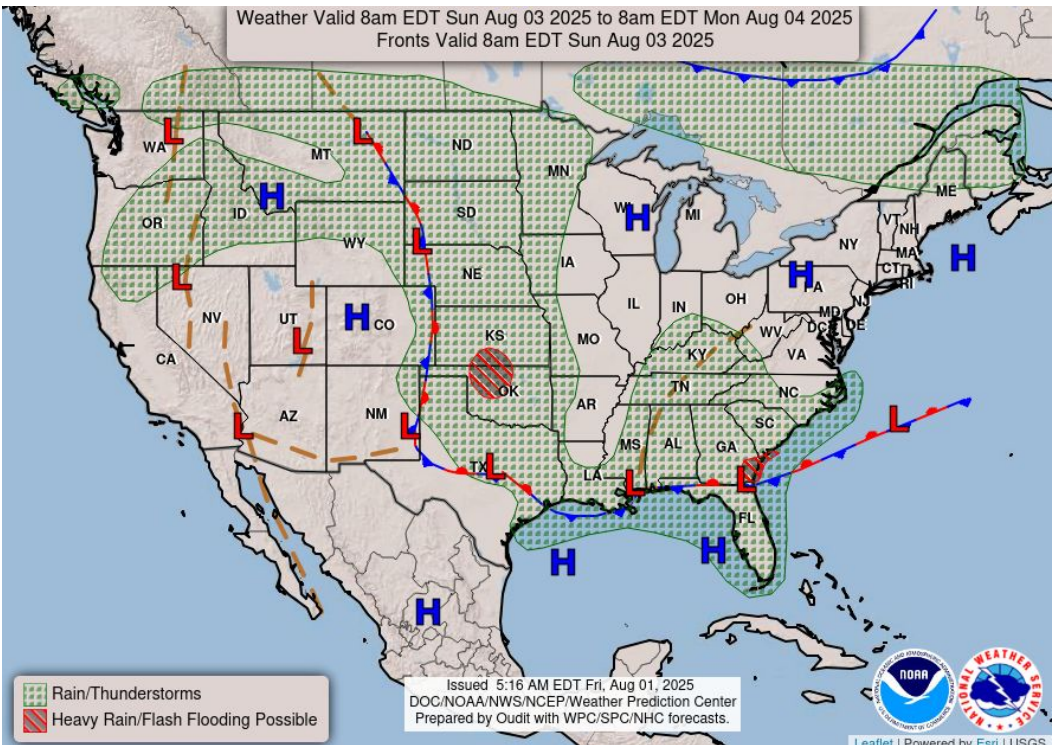 Weather Valid 8am EDT Sun Aug 03 2025 to 8am EDT Mon Aug 04 2025
Fronts Valid 8am EDT Sun Aug 03 2025
L
WA
L
MT
ND
MN
H
ID
OR
SD
WI
H
MI
ME
VT
NH
NY
MA
CT
RI
H
L
WY
NE
IA
H
PA
NJ
L
NV
UT
L
H
CO
KS
MO
IL
IN
OH
WV
MD
DC
DE
VA
CA
KY
OK
TN
NC
AZ
NM
AR
L
L
MS
AL
GA
SC
L
TX
L
LA
L
L
FL
H
H
H
Rain/Thunderstorms
Heavy Rain/Flash Flooding Possible
Issued 5:16 AM EDT Fri, Aug 01, 2025
DOC/NOAA/NWS/NCEP/Weather Prediction Center
Prepared by Oudit with WPC/SPC/NHC forecasts.
NOAA
NATIONAL WEATHER SERVICE
Leaflet | Powered by Esri | USGS